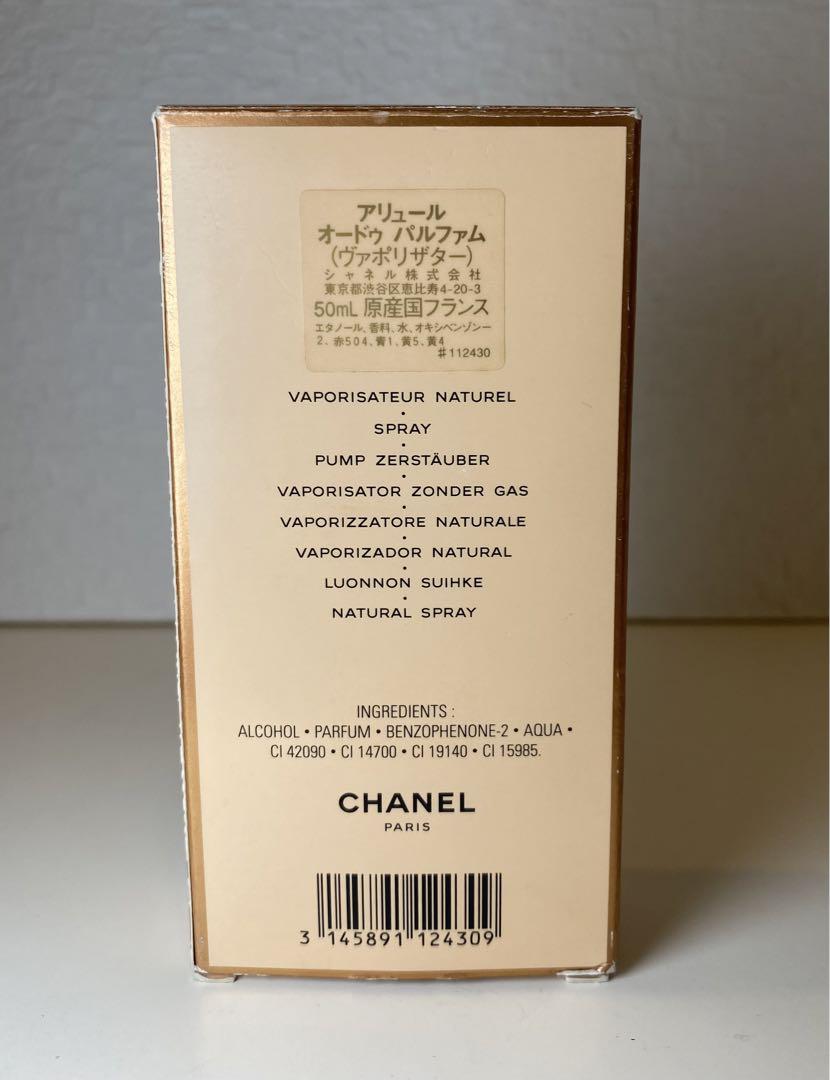 アリュール
オードゥ パルファム
(ヴァポリザター)
シャネル株式会社
東京都渋谷区恵比寿4-20-3
50mL 原産国フランス
エタノール、香料、水、オキシベンゾン−
2、赤504、青1、黄5、黄4
#112430
VAPORISATEUR NATUREL
•
SPRAY
•
PUMP ZERSTÄUBER
•
VAPORISATOR ZONDER GAS
•
VAPORIZZATORE NATURALE
•
VAPORIZADOR NATURAL
•
LUONNON SUIHKE
•
NATURAL SPRAY
INGREDIENTS :
ALCOHOL • PARFUM • BENZOPHENONE-2 • AQUA •
CI 42090 • CI 14700 • CI 19140 • CI 15985.
CHANEL
PARIS
3 145891 124309